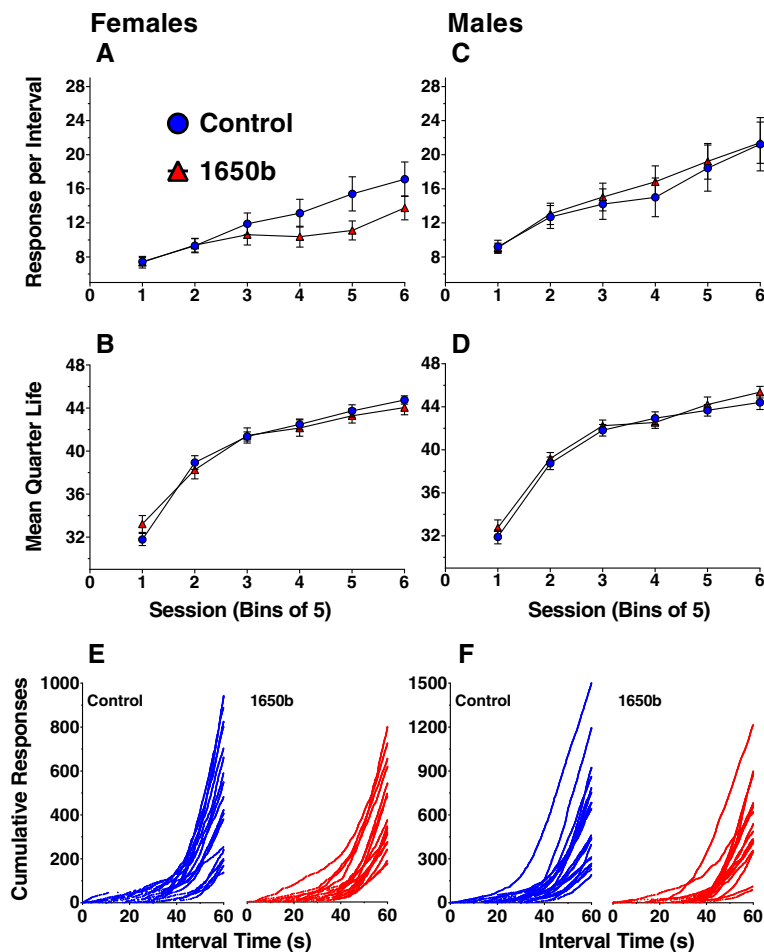 Females Males
A C
28 28
24 24
20 20
16 16
12 12
8 8
0 1 2 3 4 5 6 0 1 2 3 4 5 6
Response per Interval
Control
1650b
B D
48 48
44 44
40 40
36 36
32 32
0 1 2 3 4 5 6 0 1 2 3 4 5 6
Mean Quarter Life
Session (Bins of 5) Session (Bins of 5)
E F
1000 1500
Control 1650b Control 1650b
800 1200
600 900
400 600
200 300
0 0
0 20 40 60 0 20 40 60 0 20 40 60 0 20 40 60
Cumulative Responses
Interval Time (s) Interval Time (s)